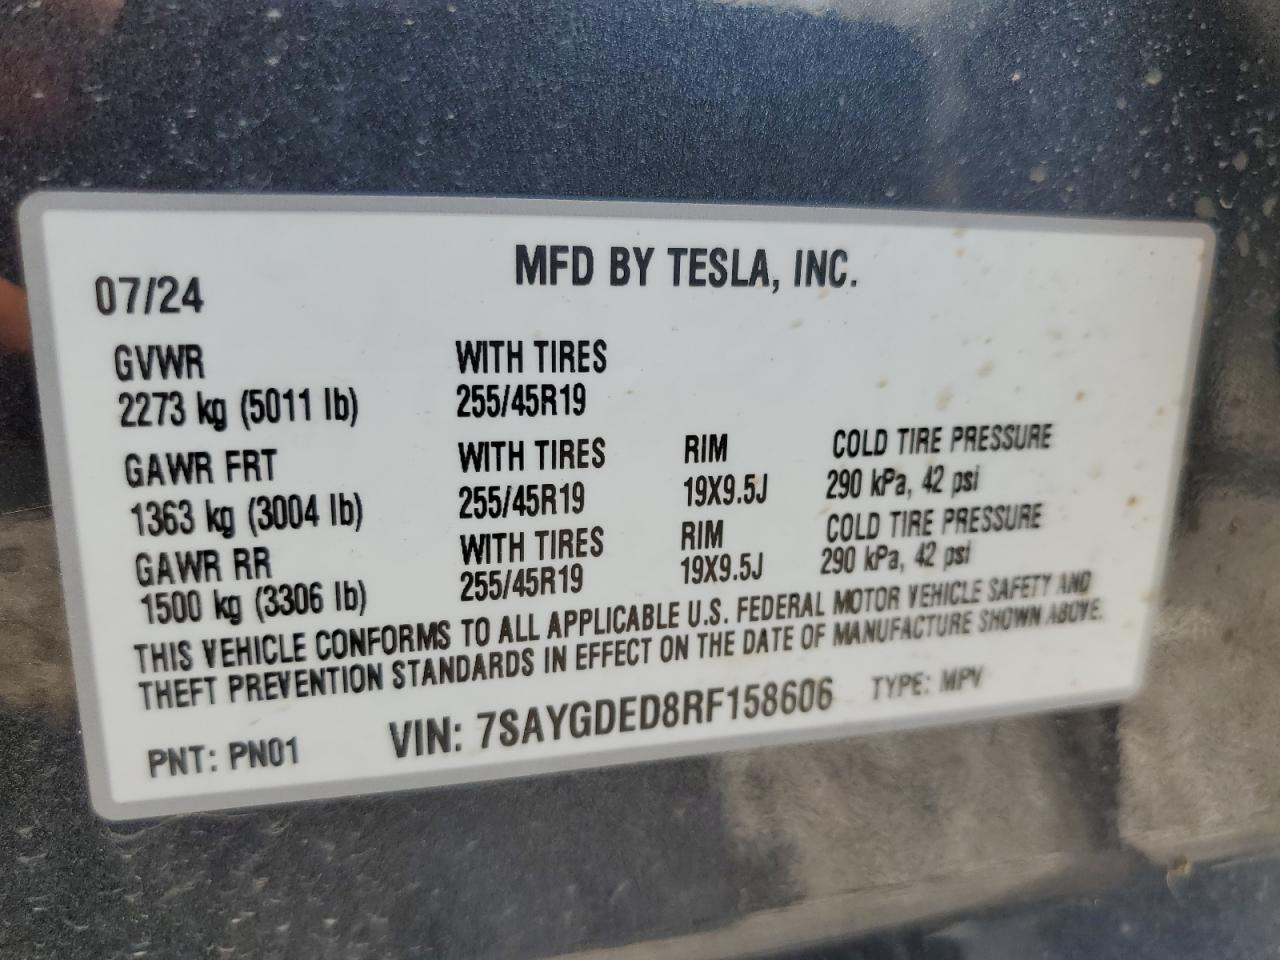 MFD BY TESLA, INC.
07/24
GVWR WITH TIRES
2273 kg (5011 lb) 255/45R19
GAWR FRT WITH TIRES RIM COLD TIRE PRESSURE
1363 kg (3004 lb) 255/45R19 19X9.5J 290 kPa, 42 psi
GAWR RR WITH TIRES RIM COLD TIRE PRESSURE
1500 kg (3306 lb) 255/45R19 19X9.5J 290 kPa, 42 psi
THIS VEHICLE CONFORMS TO ALL APPLICABLE U.S. FEDERAL MOTOR VEHICLE SAFETY AND
THEFT PREVENTION STANDARDS IN EFFECT ON THE DATE OF MANUFACTURE SHOWN ABOVE.
PNT: PN01 VIN: 7SAYGDED8RF158606 TYPE: MPV